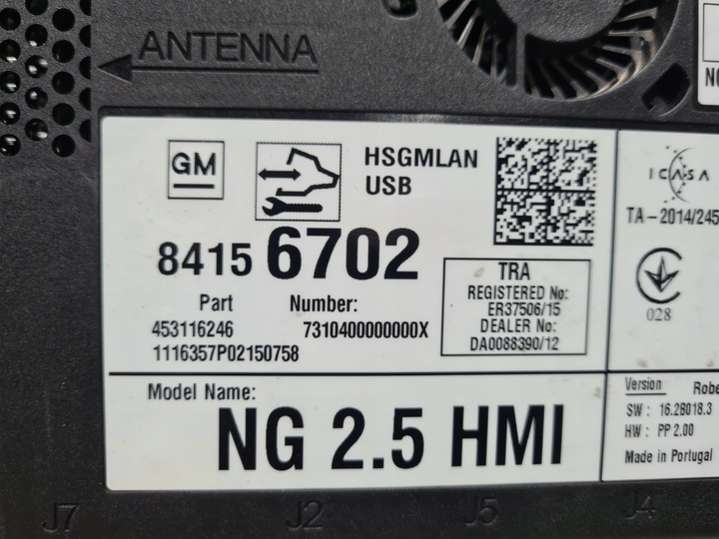 ANTENNA
GM
HSGMLAN
USB
8415 6702
Part Number:
453116246 7310400000000X
1116357P02150758
TRA
REGISTERED No:
ER37506/15
DEALER No:
DA0088390/12
ICASA
TA-2014/245
028
Model Name:
NG 2.5 HMI
Version Robe
SW: 16.28018.3
HW: PP 2.00
Made in Portugal
J7 J2 J5 J4